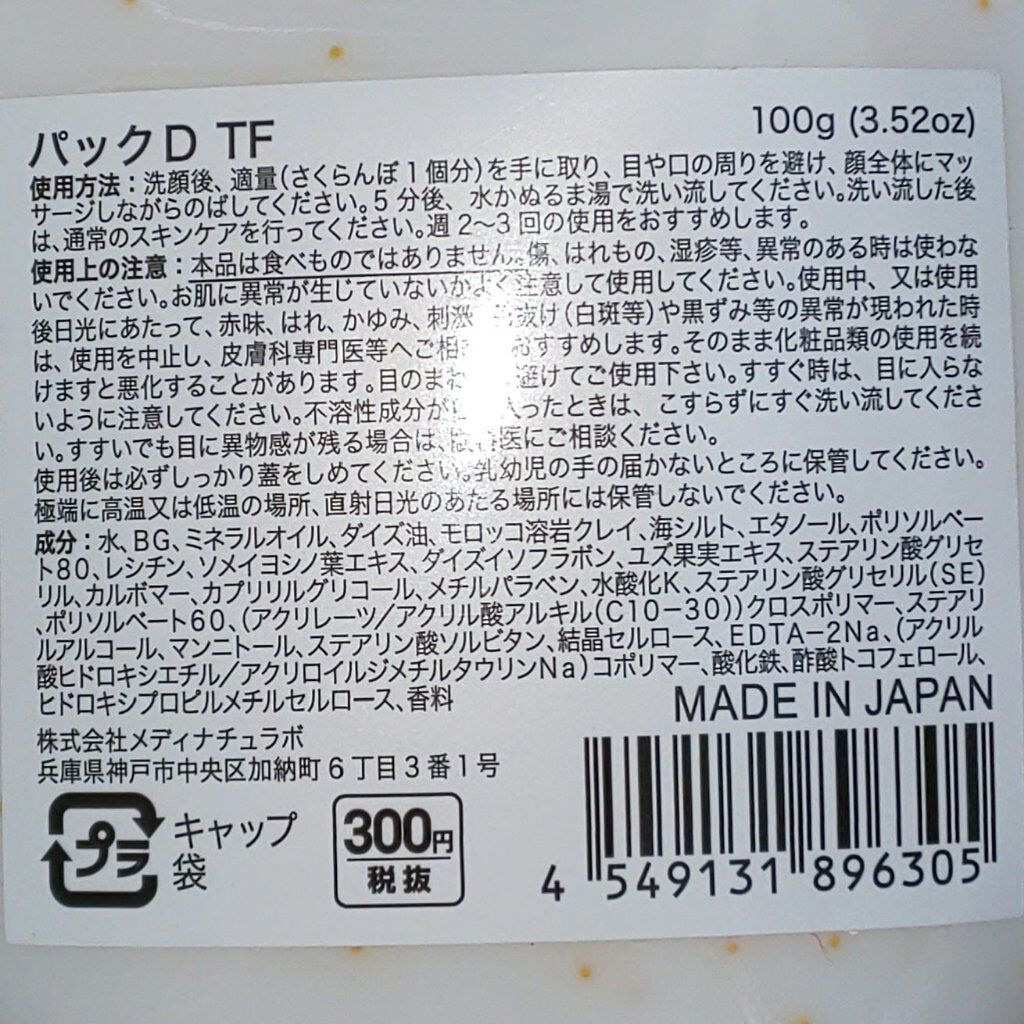 パックD TF
100g (3.52oz)
使用方法：洗顔後、適量(さくらんぼ1個分)を手に取り、目や口の周りを避け、顔全体にマッ
サージしながらのばしてください。5分後、水かぬるま湯で洗い流してください。洗い流した後
は、通常のスキンケアを行ってください。週2〜3回の使用をおすすめします。
使用上の注意：本品は食べものではありません。傷、はれもの、湿疹等、異常のある時は使わな
いでください。お肌に異常が生じていないかよく注意して使用してください。使用中、又は使用
後日光にあたって、赤味、はれ、かゆみ、刺激 抜け(白斑等)や黒ずみ等の異常が現われた時
は、使用を中止し、皮膚科専門医等へご相 おすすめします。そのまま化粧品類の使用を続
けますと悪化することがあります。目のまわ 避けてご使用下さい。すすぐ時は、目に入らな
いように注意してください。不溶性成分が 入ったときは、こすらずにすぐ洗い流してくださ
い。すすいでも目に異物感が残る場合は、 医にご相談ください。
使用後は必ずしっかり蓋をしめてください。乳幼児の手の届かないところに保管してください。
極端に高温又は低温の場所、直射日光のあたる場所には保管しないでください。
成分：水、BG、ミネラルオイル、ダイズ油、モロッコ溶岩クレイ、海シルト、エタノール、ポリソルベー
ト80、レシチン、ソメイヨシノ葉エキス、ダイズイソフラボン、ユズ果実エキス、ステアリン酸グリセ
リル、カルボマー、カプリリルグリコール、メチルパラベン、水酸化K、ステアリン酸グリセリル(SE)
、ポリソルベート60、(アクリレーツ/アクリル酸アルキル(C10-30))クロスポリマー、ステアリ
ルアルコール、マンニトール、ステアリン酸ソルビタン、結晶セルロース、EDTA-2Na、(アクリル
酸ヒドロキシエチル/アクリロイルジメチルタウリンNa)コポリマー、酸化鉄、酢酸トコフェロール、
ヒドロキシプロピルメチルセルロース、香料
MADE IN JAPAN
株式会社メディナチュラボ
兵庫県神戸市中央区加納町6丁目3番1号
プラ
キャップ
袋
300円
税抜
4 549131 896305